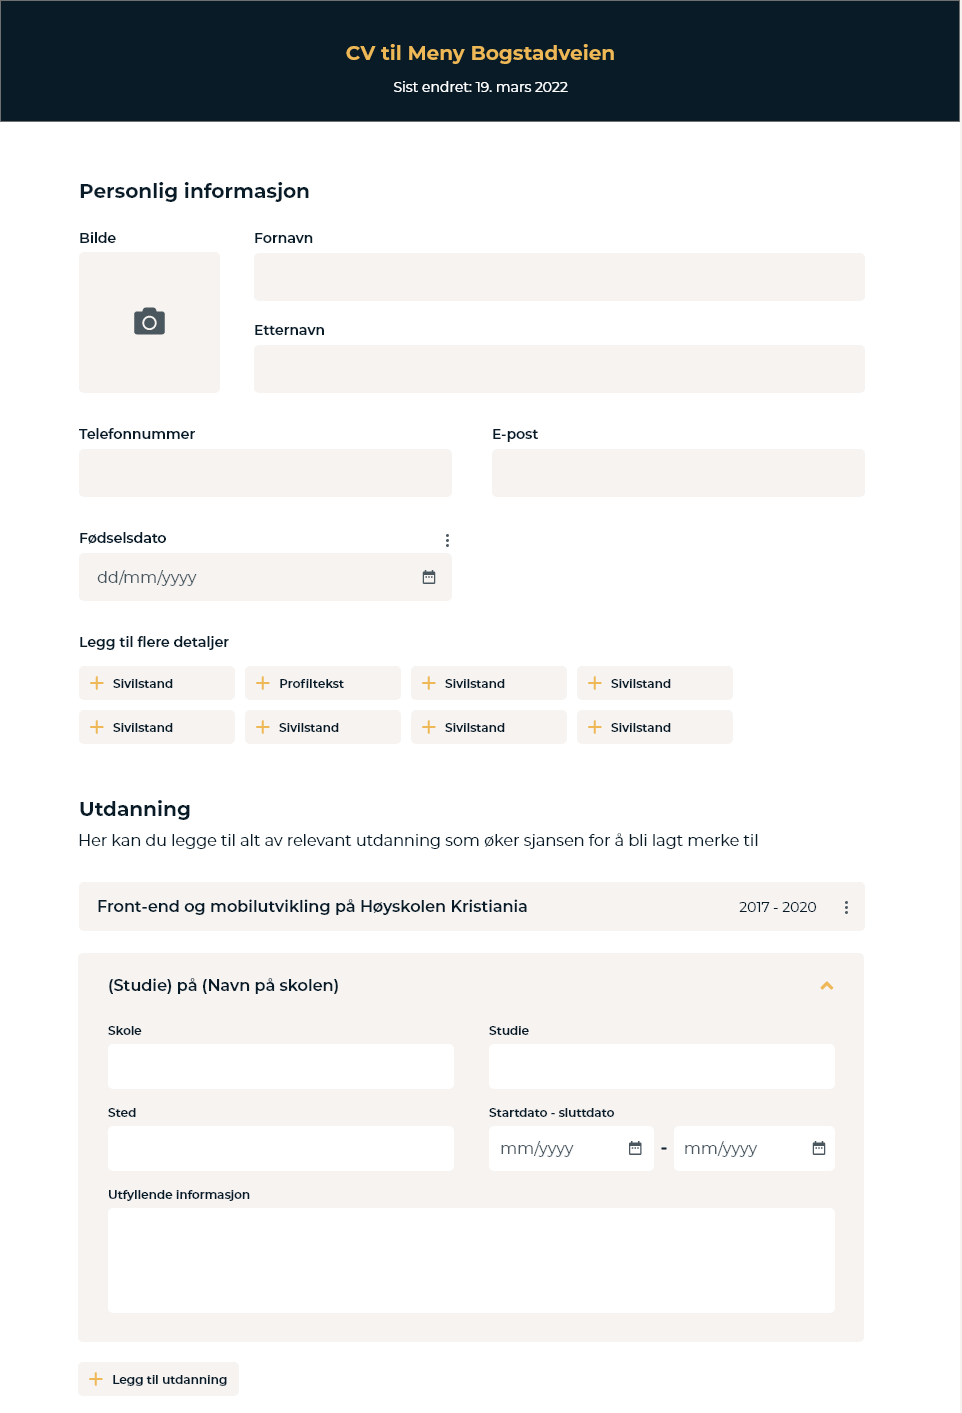 CV til Meny Bogstadveien
Sist endret: 19. mars 2022
Personlig informasjon
Bilde
Fornavn
Etternavn
Telefonnummer
E-post
Fødselsdato
dd/mm/yyyy
Legg til flere detaljer
Sivilstand
Profiltekst
Sivilstand
Sivilstand
Sivilstand
Sivilstand
Sivilstand
Sivilstand
Utdanning
Her kan du legge til alt av relevant utdanning som øker sjansen for å bli lagt merke til
Front-end og mobilutvikling på Høyskolen Kristiania 2017 - 2020
(Studie) på (Navn på skolen)
Skole
Studie
Sted
Startdato - sluttdato
mm/yyyy - mm/yyyy
Utfyllende informasjon
Legg til utdanning